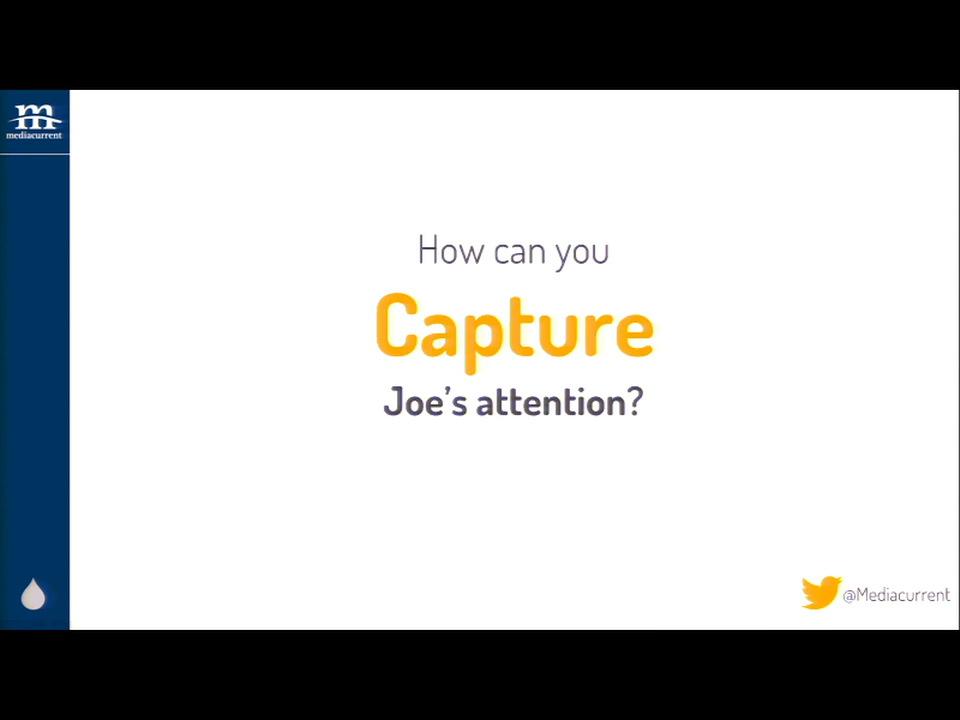 mediacurrent
How can you
Capture
Joe's attention?
@Mediacurrent